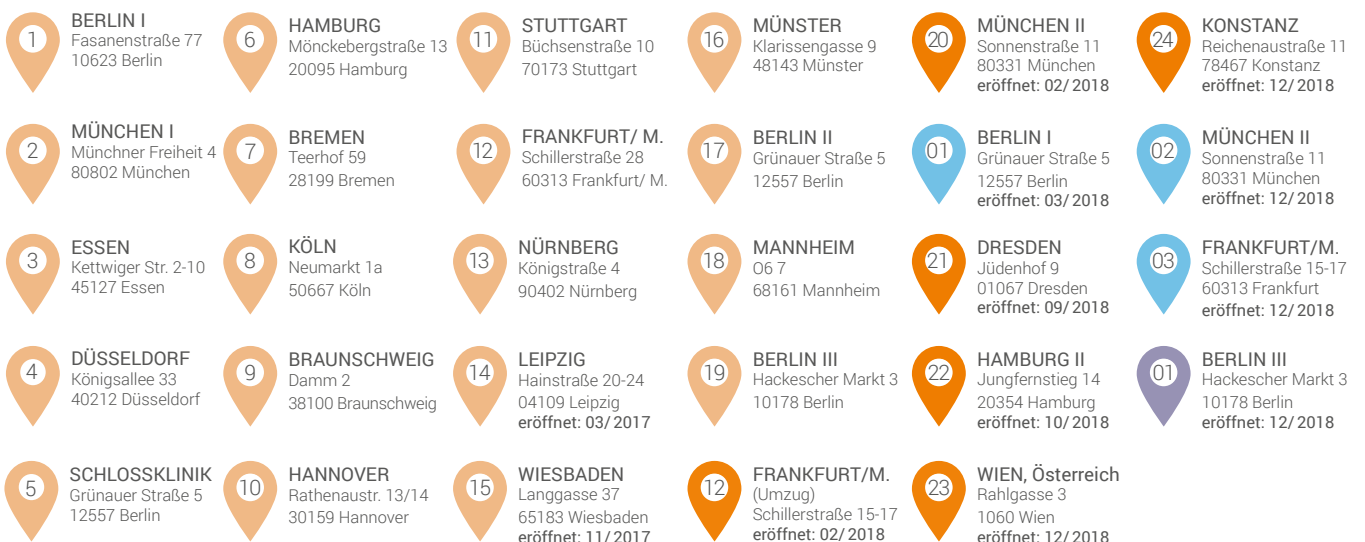 1
BERLIN I
Fasanenstraße 77
10623 Berlin
2
MÜNCHEN I
Münchner Freiheit 4
80802 München
3
ESSEN
Kettwiger Str. 2-10
45127 Essen
4
DÜSSELDORF
Königsallee 33
40212 Düsseldorf
5
SCHLOSSKLINIK
Grünauer Straße 5
12557 Berlin
6
HAMBURG
Mönckebergstraße 13
20095 Hamburg
7
BREMEN
Teerhof 59
28199 Bremen
8
KÖLN
Neumarkt 1a
50667 Köln
9
BRAUNSCHWEIG
Damm 2
38100 Braunschweig
10
HANNOVER
Rathenaustr. 13/14
30159 Hannover
11
STUTTGART
Büchsenstraße 10
70173 Stuttgart
12
FRANKFURT/ M.
Schillerstraße 28
60313 Frankfurt/ M.
13
NÜRNBERG
Königstraße 4
90402 Nürnberg
14
LEIPZIG
Hainstraße 20-24
04109 Leipzig
eröffnet: 03/ 2017
15
WIESBADEN
Langgasse 37
65183 Wiesbaden
eröffnet: 11/ 2017
16
MÜNSTER
Klarissengasse 9
48143 Münster
17
BERLIN II
Grünauer Straße 5
12557 Berlin
18
MANNHEIM
O6 7
68161 Mannheim
19
BERLIN III
Hackescher Markt 3
10178 Berlin
12
FRANKFURT/M.
(Umzug)
Schillerstraße 15-17
eröffnet: 02/ 2018
20
MÜNCHEN II
Sonnenstraße 11
80331 München
eröffnet: 02/ 2018
01
BERLIN I
Grünauer Straße 5
12557 Berlin
eröffnet: 03/ 2018
21
DRESDEN
Jüdenhof 9
01067 Dresden
eröffnet: 09/ 2018
22
HAMBURG II
Jungfernstieg 14
20354 Hamburg
eröffnet: 10/ 2018
23
WIEN, Österreich
Rahlgasse 3
1060 Wien
eröffnet: 12/ 2018
24
KONSTANZ
Reichenaustraße 11
78467 Konstanz
eröffnet: 12/ 2018
02
MÜNCHEN II
Sonnenstraße 11
80331 München
eröffnet: 12/ 2018
03
FRANKFURT/M.
Schillerstraße 15-17
60313 Frankfurt
eröffnet: 12/ 2018
01
BERLIN III
Hackescher Markt 3
10178 Berlin
eröffnet: 12/ 2018